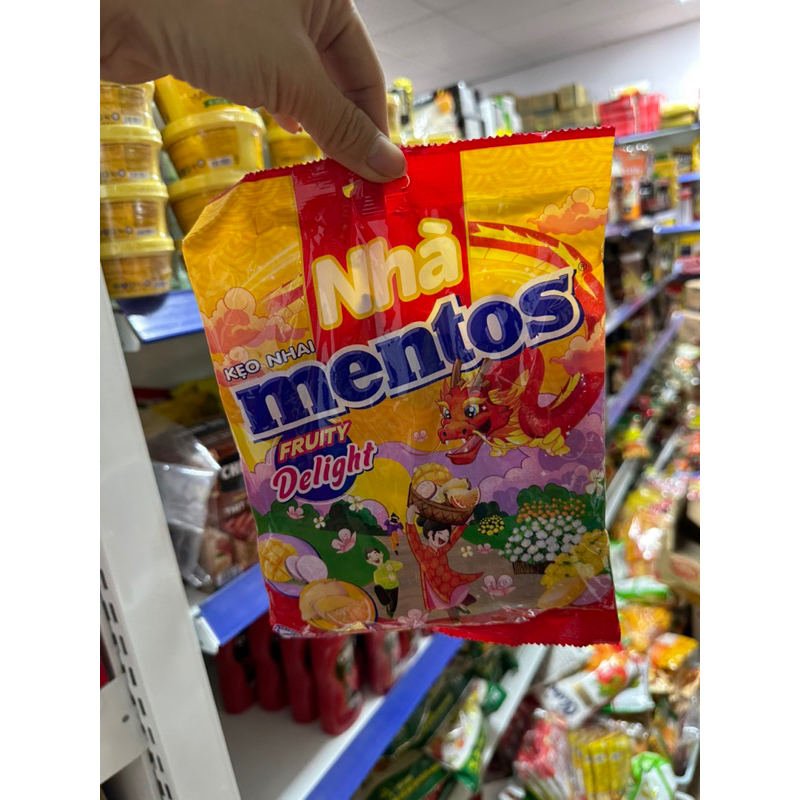 Nhà
KẸO NHAI
mentos
FRUITY
Delight